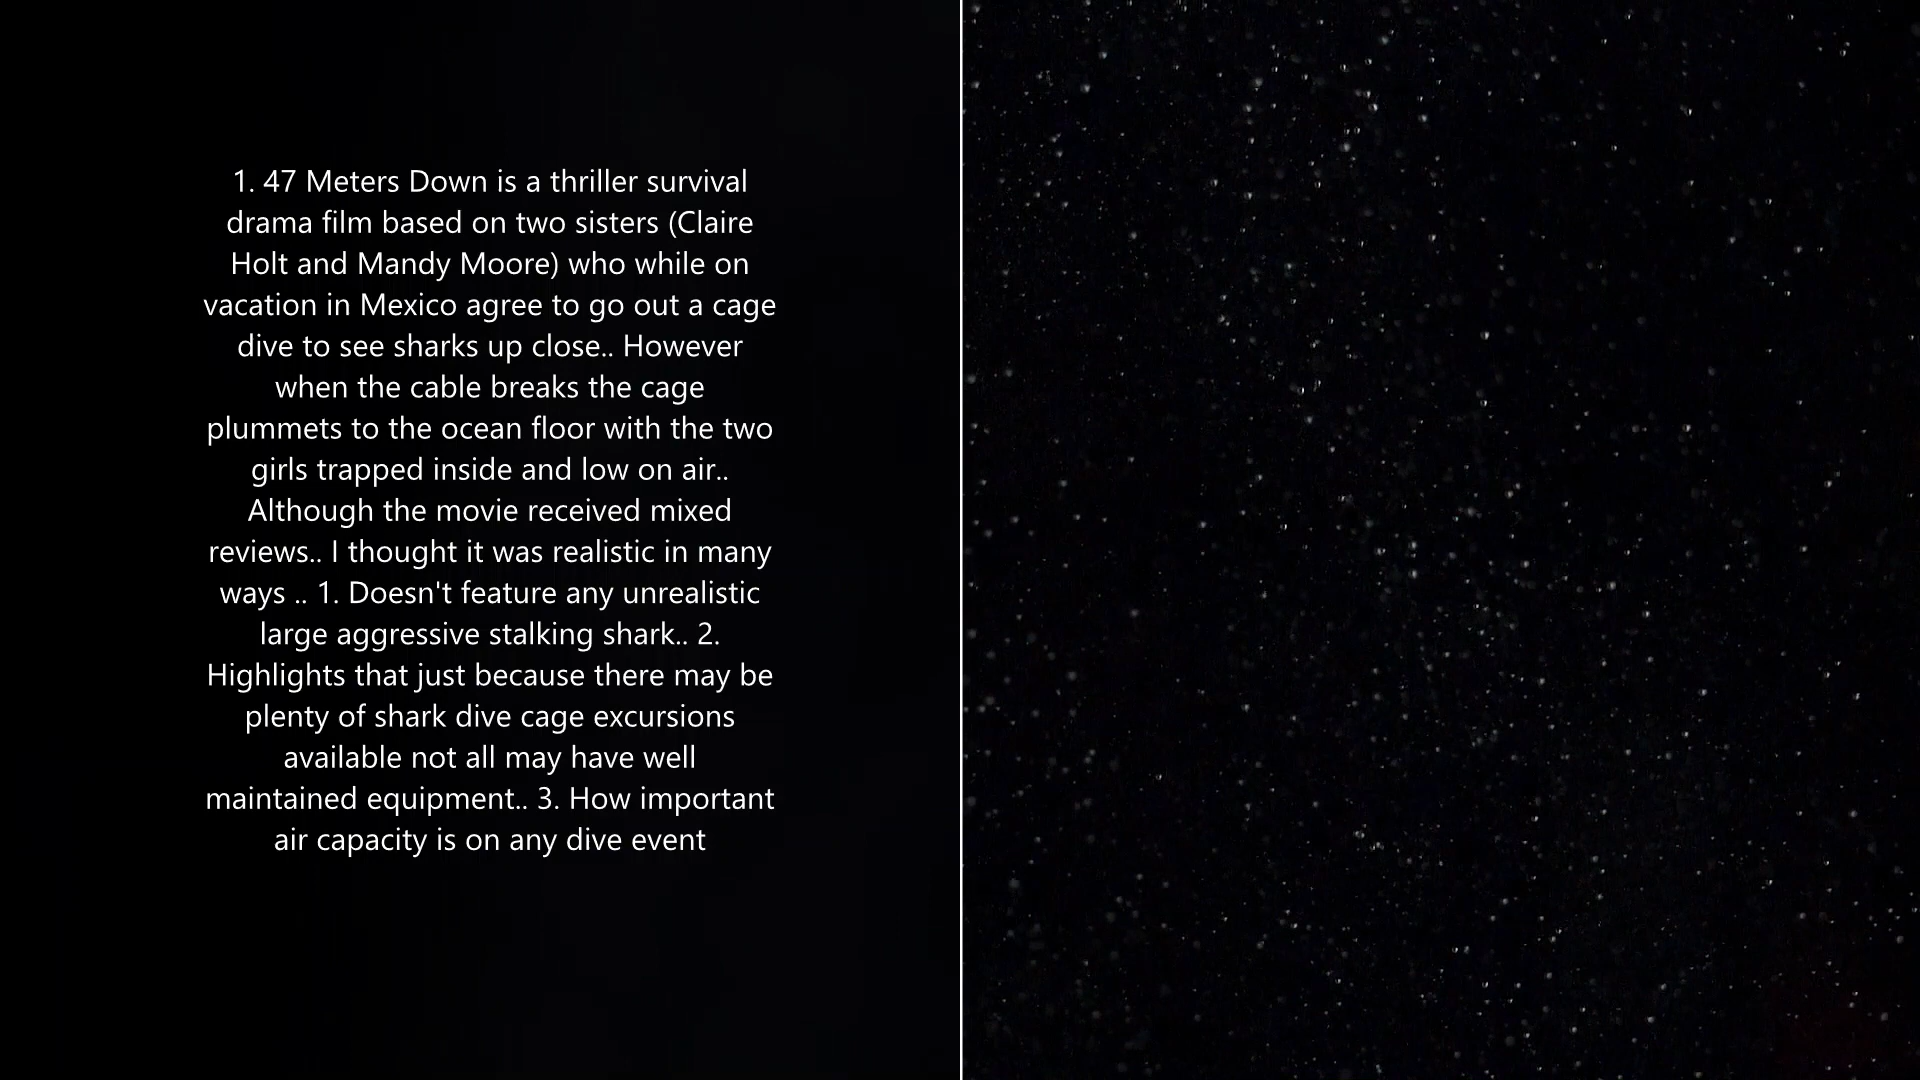 1. 47 Meters Down is a thriller survival
drama film based on two sisters (Claire
Holt and Mandy Moore) who while on
vacation in Mexico agree to go out a cage
dive to see sharks up close.. However
when the cable breaks the cage
plummets to the ocean floor with the two
girls trapped inside and low on air..
Although the movie received mixed
reviews.. I thought it was realistic in many
ways .. 1. Doesn't feature any unrealistic
large aggressive stalking shark.. 2.
Highlights that just because there may be
plenty of shark dive cage excursions
available not all may have well
maintained equipment.. 3. How important
air capacity is on any dive event